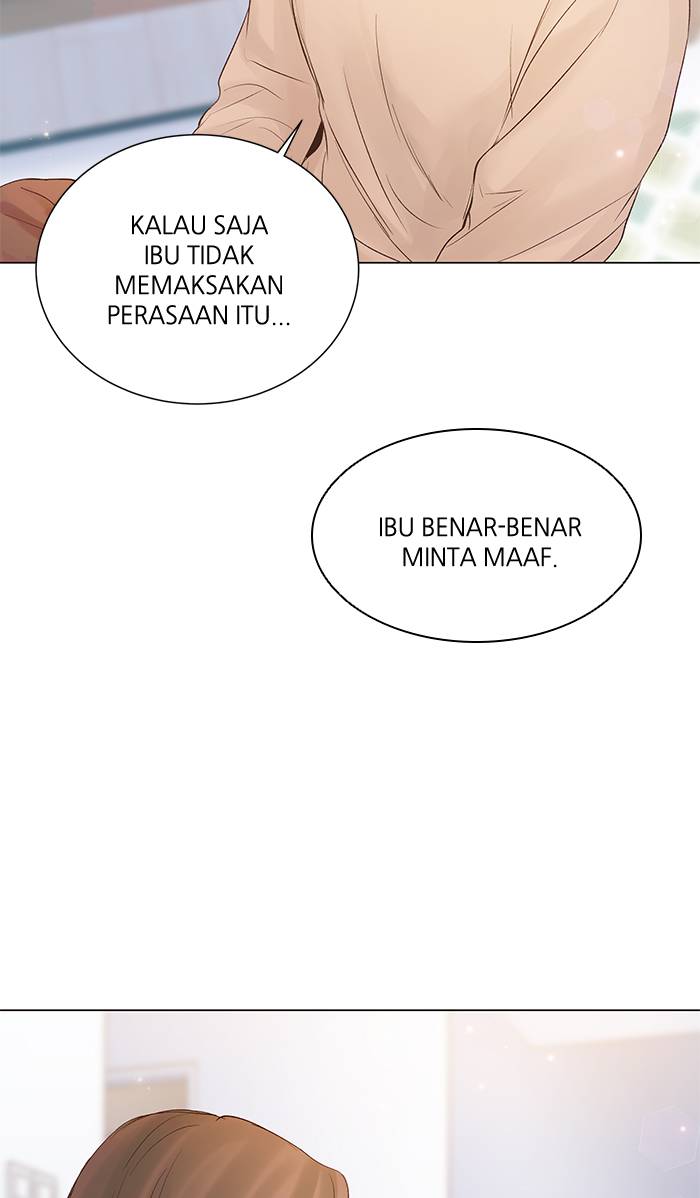 KALAU SAJA
IBU TIDAK
MEMAKSAKAN
PERASAAN ITU...
IBU BENAR-BENAR
MINTA MAAF.